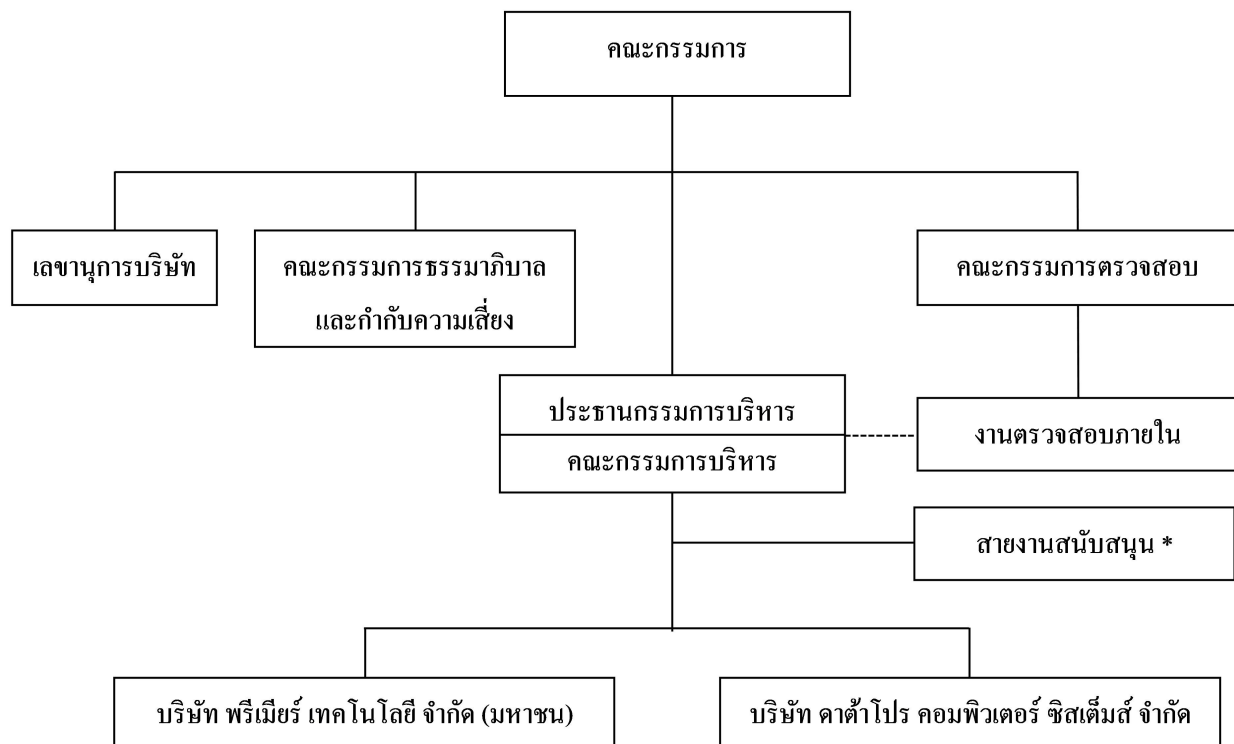 คณะกรรมการ
เลขานุการบริษัท
คณะกรรมการธรรมาภิบาล
และกำกับความเสี่ยง
คณะกรรมการตรวจสอบ
ประธานกรรมการบริหาร
คณะกรรมการบริหาร
งานตรวจสอบภายใน
สายงานสนับสนุน *
บริษัท พรีเมียร์ เทคโนโลยี จำกัด (มหาชน)
บริษัท ดาต้าโปร คอมพิวเตอร์ ซิสเต็มส์ จำกัด